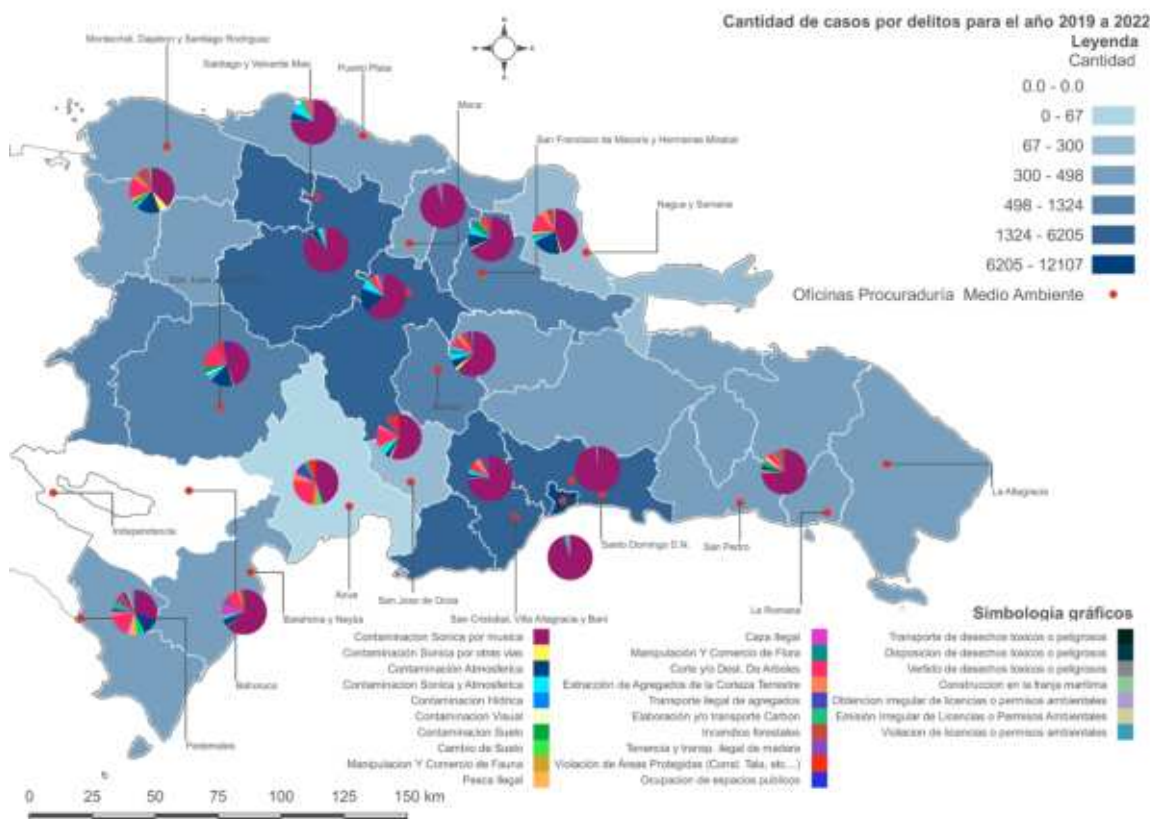 Cantidad de casos por delitos para el año 2019 a 2022
Leyenda
Cantidad
0.0 - 0.0
0 - 67
67 - 300
300 - 498
498 - 1324
1324 - 6205
6205 - 12107
Oficinas Procuraduría Medio Ambiente
Montecristi, Dajabon y Santiago Rodriguez
Santiago y Valverde Mao
Puerto Plata
Moca
San Francisco de Macoris y Hermanas Mirabal
Nagua y Samana
San Juan
La Altagracia
Independencia
Azua
San Jose de Ocoa
Santo Domingo D.N.
San Pedro
La Romana
Barahona y Neyba
San Cristobal, Villa Altagracia y Bani
Bahoruco
Pedernales
Simbologia gráficos
Contaminacion Sonica por musica
Contaminación Sonica por otras vias
Contaminación Atmosferica
Contaminacion Sonica y Atmosferica
Contaminacion Hidrica
Contaminacion Visual
Contaminacion Suelo
Cambio de Suelo
Manipulacion Y Comercio de Fauna
Pesca Ilegal
Caza Ilegal
Manipulación Y Comercio de Flora
Corte y/o Dest. De Arboles
Extracción de Agregados de la Corteza Terrestre
Transporte ilegal de agregados
Elaboración y/o transporte Carbon
Incendios forestales
Tenencia y transp. ilegal de madera
Violación de Áreas Protegidas (Const. Tala, etc...)
Ocupacion de espacios publicos
Transporte de desechos toxicos o peligrosos
Disposicion de desechos toxicos o peligrosos
Vertido de desechos toxicos o peligrosos
Construccion en la franja maritima
Obtencion irregular de licencias o permisos ambientales
Emisión irregular de Licencias o Permisos Ambientales
Violacion de licencias o permisos ambientales
0 25 50 75 100 125 150 km